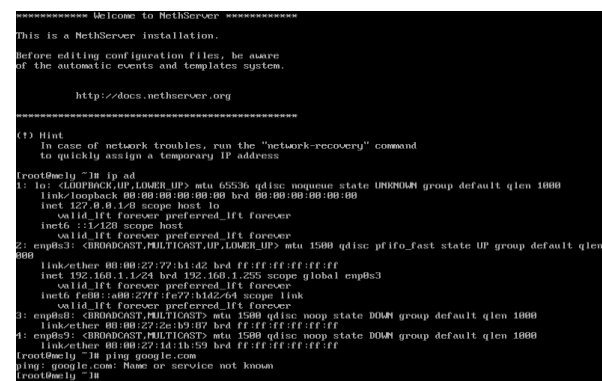 ************ Welcome to NethServer ************
This is a NethServer installation.
Before editing configuration files, be aware
of the automatic events and templates system.
http://docs.nethserver.org
************************************************
(!) Hint
In case of network troubles, run the "network-recovery" command
to quickly assign a temporary IP address
[root@mely ~]# ip ad
1: lo: <LOOPBACK,UP,LOWER_UP> mtu 65536 qdisc noqueue state UNKNOWN group default qlen 1000
link/loopback 00:00:00:00:00:00 brd 00:00:00:00:00:00
inet 127.0.0.1/8 scope host lo
valid_lft forever preferred_lft forever
inet6 ::1/128 scope host
valid_lft forever preferred_lft forever
2: enp0s3: <BROADCAST,MULTICAST,UP,LOWER_UP> mtu 1500 qdisc pfifo_fast state UP group default qlen
000
link/ether 08:00:27:77:b1:d2 brd ff:ff:ff:ff:ff:ff
inet 192.168.1.1/24 brd 192.168.1.255 scope global enp0s3
valid_lft forever preferred_lft forever
inet6 fe80::a00:27ff:fe77:b1d2/64 scope link
valid_lft forever preferred_lft forever
3: enp0s8: <BROADCAST,MULTICAST> mtu 1500 qdisc noop state DOWN group default qlen 1000
link/ether 08:00:27:2e:b9:87 brd ff:ff:ff:ff:ff:ff
4: enp0s9: <BROADCAST,MULTICAST> mtu 1500 qdisc noop state DOWN group default qlen 1000
link/ether 08:00:27:1d:1b:59 brd ff:ff:ff:ff:ff:ff
[root@mely ~]# ping google.com
ping: google.com: Name or service not known
[root@mely ~]#